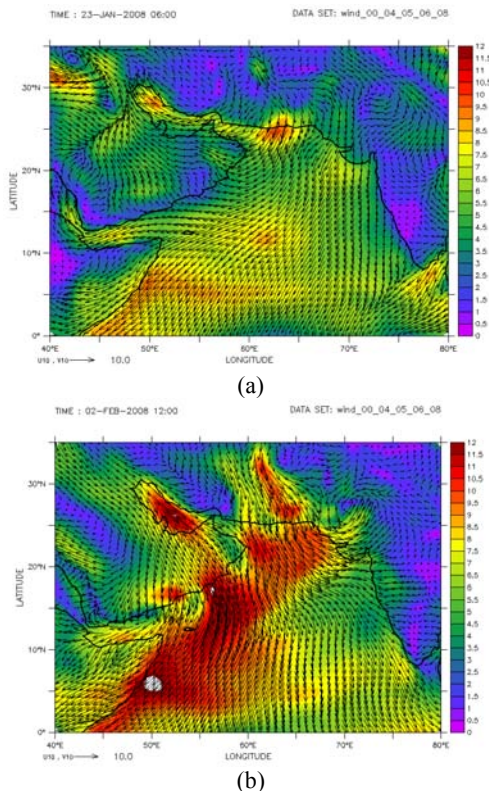 TIME : 23-JAN-2008 06:00 DATA SET: wind_00_04_05_06_08
12
11.5
11
10.5
10
9.5
9
8.5
8
7.5
7
6.5
6
5.5
5
4.5
4
3.5
3
2.5
2
1.5
1
0.5
0
30°N
20°N
10°N
0°
LATITUDE
40°E 50°E 60°E 70°E 80°E
LONGITUDE
U10 , V10 10.0
(a)
TIME : 02-FEB-2008 12:00 DATA SET: wind_00_04_05_06_08
12
11.5
11
10.5
10
9.5
9
8.5
8
7.5
7
6.5
6
5.5
5
4.5
4
3.5
3
2.5
2
1.5
1
0.5
0
30°N
20°N
10°N
0°
LATITUDE
40°E 50°E 60°E 70°E 80°E
LONGITUDE
U10 , V10 10.0
(b)